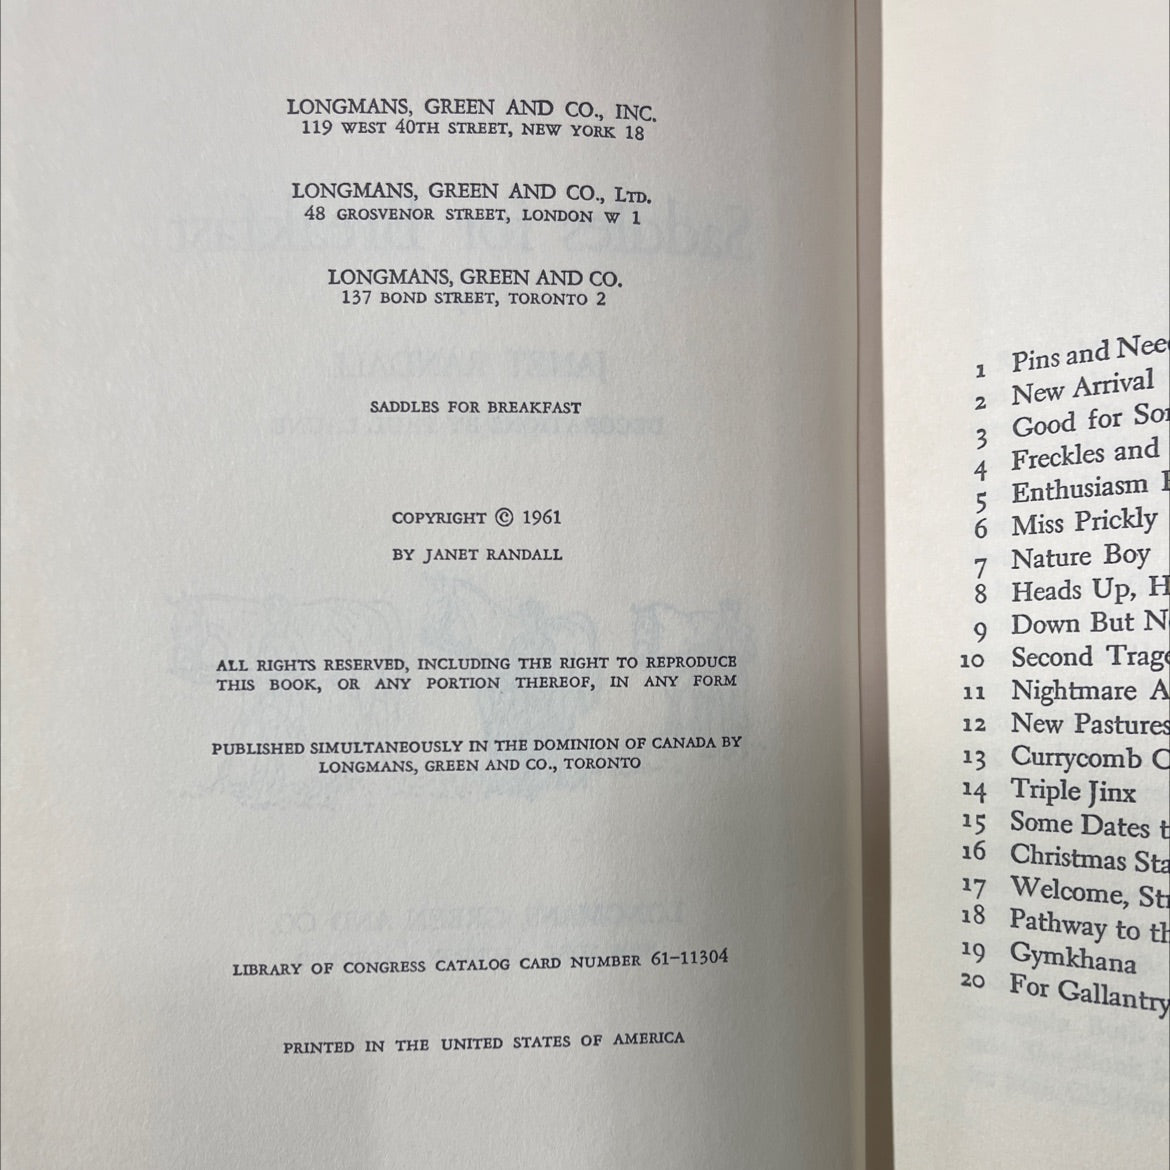 LONGMANS, GREEN AND CO., INC.
119 WEST 40TH STREET, NEW YORK 18
LONGMANS, GREEN AND CO., LTD.
48 GROSVENOR STREET, LONDON W 1
LONGMANS, GREEN AND CO.
137 BOND STREET, TORONTO 2
SADDLES FOR BREAKFAST
COPYRIGHT © 1961
BY JANET RANDALL
ALL RIGHTS RESERVED, INCLUDING THE RIGHT TO REPRODUCE
THIS BOOK, OR ANY PORTION THEREOF, IN ANY FORM
PUBLISHED SIMULTANEOUSLY IN THE DOMINION OF CANADA BY
LONGMANS, GREEN AND CO., TORONTO
LIBRARY OF CONGRESS CATALOG CARD NUMBER 61-11304
PRINTED IN THE UNITED STATES OF AMERICA
1 Pins and
2 New Arrival
3 Good for
4 Freckles and
5 Enthusiasm
6 Miss Prickly
7 Nature Boy
8 Heads Up,
9 Down But
10 Second
11 Nightmare
12 New Pastures
13 Currycomb
14 Triple Jinx
15 Some Dates
16 Christmas
17 Welcome,
18 Pathway to
19 Gymkhana
20 For Gallantry